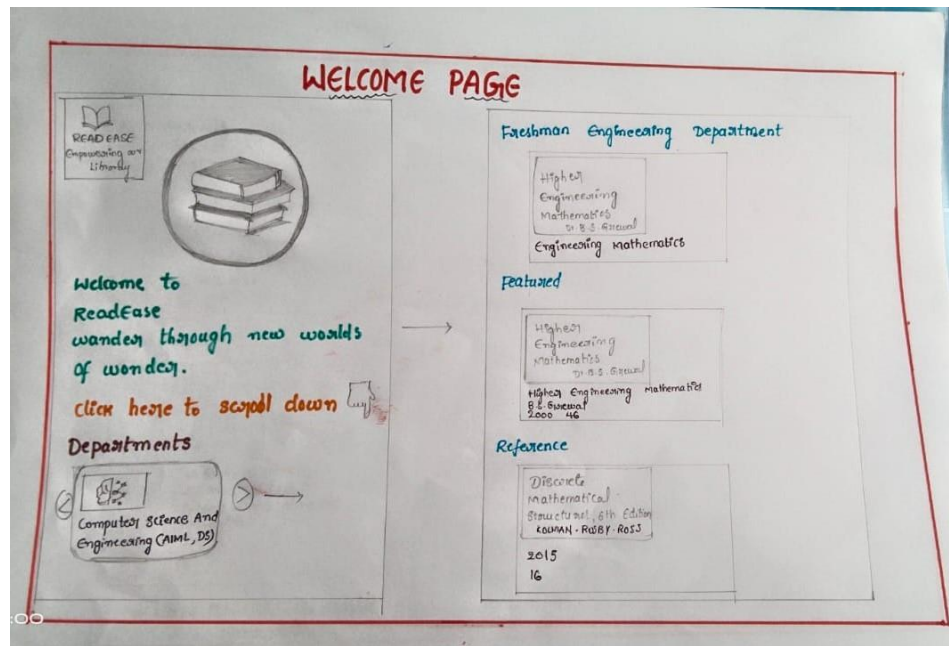 WELCOME PAGE
READ EASE
Empowering our
Library
Welcome to
ReadEase
wander through new worlds
of wonder.
Click here to scroll down
Departments
<
>
Computer Science And
Engineering (AIML, DS)
Freshman Engineering Department
Higher
Engineering
Mathematics
Dr. B.S. Grewal
Engineering Mathematics
Featured
Higher
Engineering
Mathematics
Dr. B.S. Grewal
Higher Engineering Mathematics
B.S. Grewal
2000 46
Reference
Discrete
Mathematical
Structures, 6th Edition
KOLMAN · RUSBY · ROSS
2015
16
:00